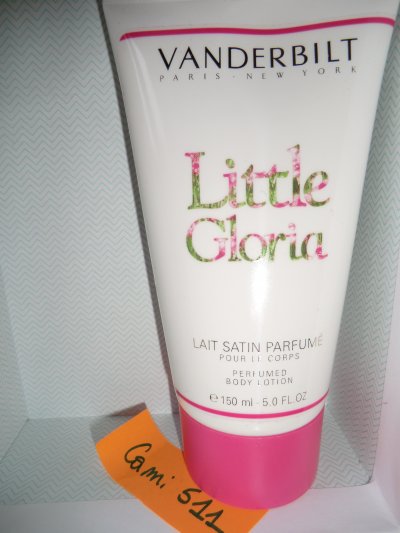 VANDERBILT
PARIS · NEW YORK
Little
Gloria
LAIT SATIN PARFUMÉ
POUR LE CORPS
PERFUMED
BODY LOTION
℮ 150 ml - 5.0 FL.OZ
Cami 511